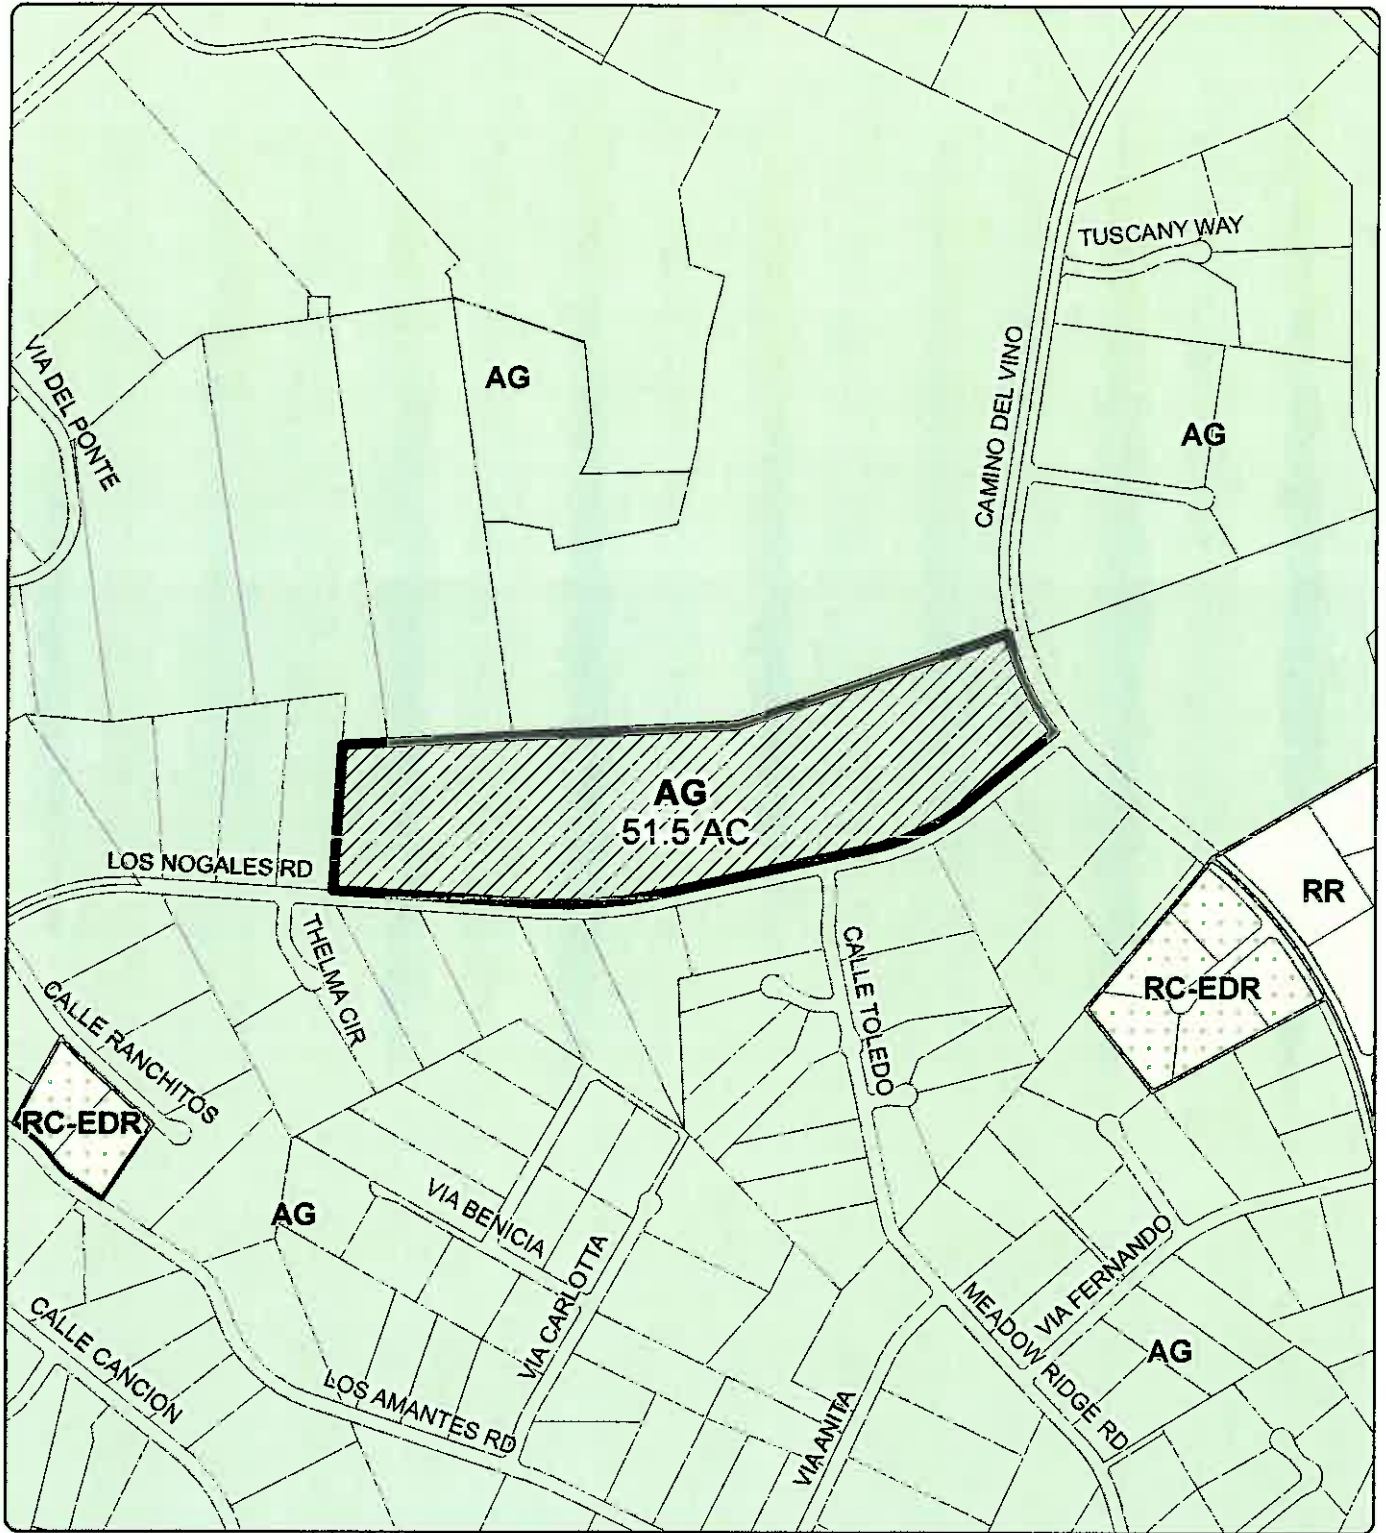 TUSCANY WAY
VIA DEL PONTE
CAMINO DEL VINO
AG
AG
AG
51.5 AC
LOS NOGALES RD
THELMA CIR
CALLE TOLEDO
RR
RC-EDR
CALLE RANCHITOS
RC-EDR
AG
VIA BENICIA
VIA CARLOTTA
VIA FERNANDO
MEADOW RIDGE RD
AG
CALLE CANCION
LOS AMANTES RD
VIA ANITA